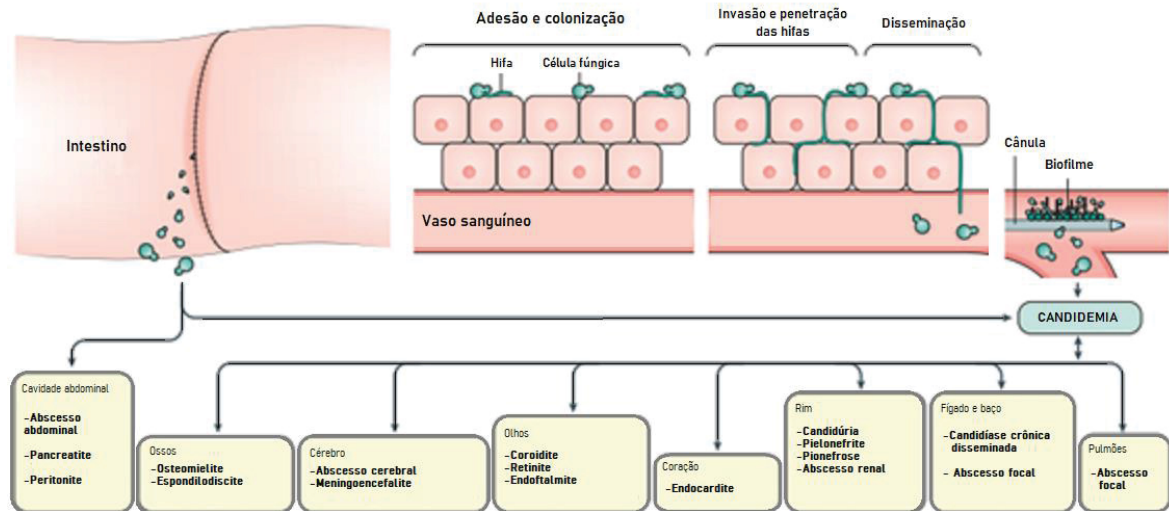 Adesão e colonização
Invasão e penetração
das hifas
Disseminação
Hifa
Célula fúngica
Intestino
Cânula
Biofilme
Vaso sanguíneo
CANDIDEMIA
Cavidade abdominal
-Abscesso
abdominal
-Pancreatite
-Peritonite
Ossos
-Osteomielite
-Espondilodiscite
Cérebro
-Abscesso cerebral
-Meningoencefalite
Olhos
-Coroidite
-Retinite
-Endoftalmite
Coração
-Endocardite
Rim
-Candidúria
-Pielonefrite
-Pionefrose
-Abscesso renal
Fígado e baço
-Candidíase crônica
disseminada
- Abscesso focal
Pulmões
-Abscesso
focal